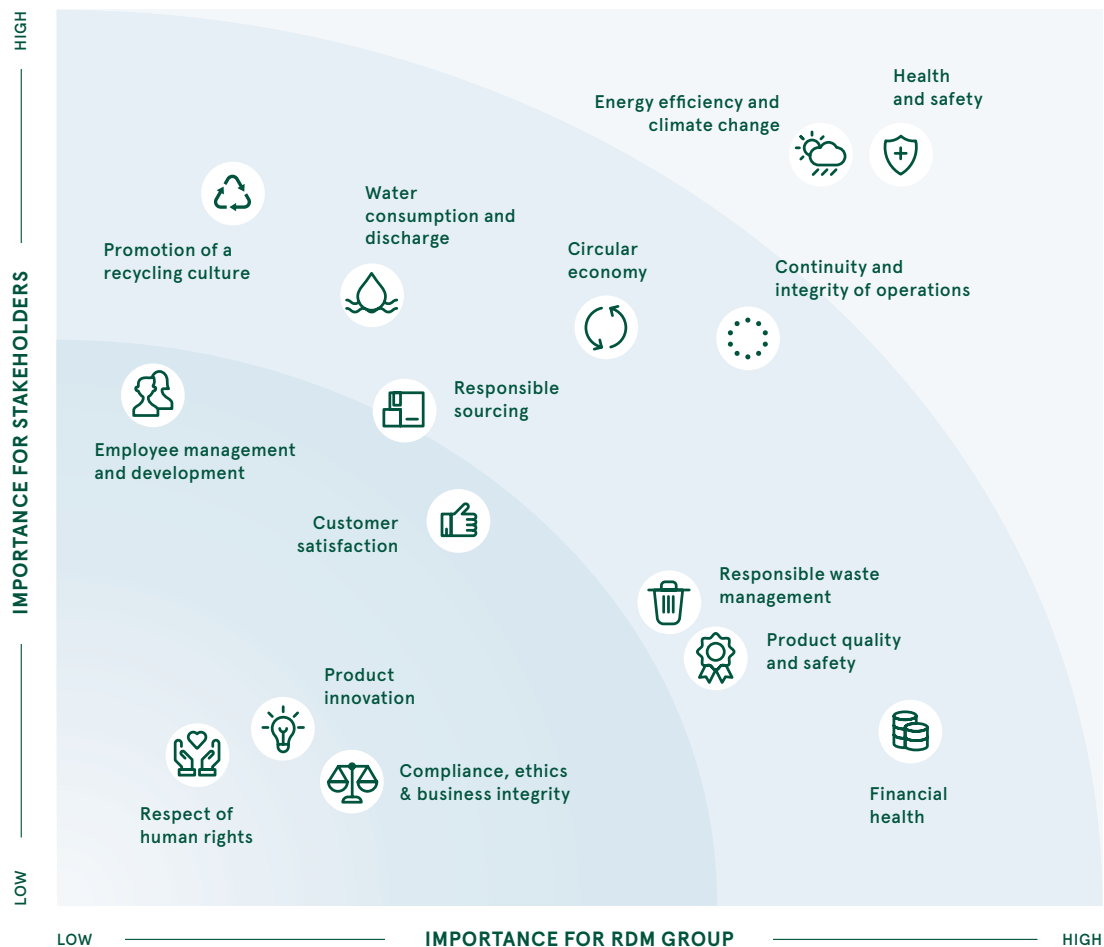 HIGH
Health
and safety
Energy efficiency and
climate change
Water
consumption and
discharge
Promotion of a
recycling culture
Circular
economy
Continuity and
integrity of operations
IMPORTANCE FOR STAKEHOLDERS
Responsible
sourcing
Employee management
and development
Customer
satisfaction
Responsible waste
management
Product quality
and safety
Product
innovation
Compliance, ethics
& business integrity
Financial
health
Respect of
human rights
LOW
LOW
IMPORTANCE FOR RDM GROUP
HIGH